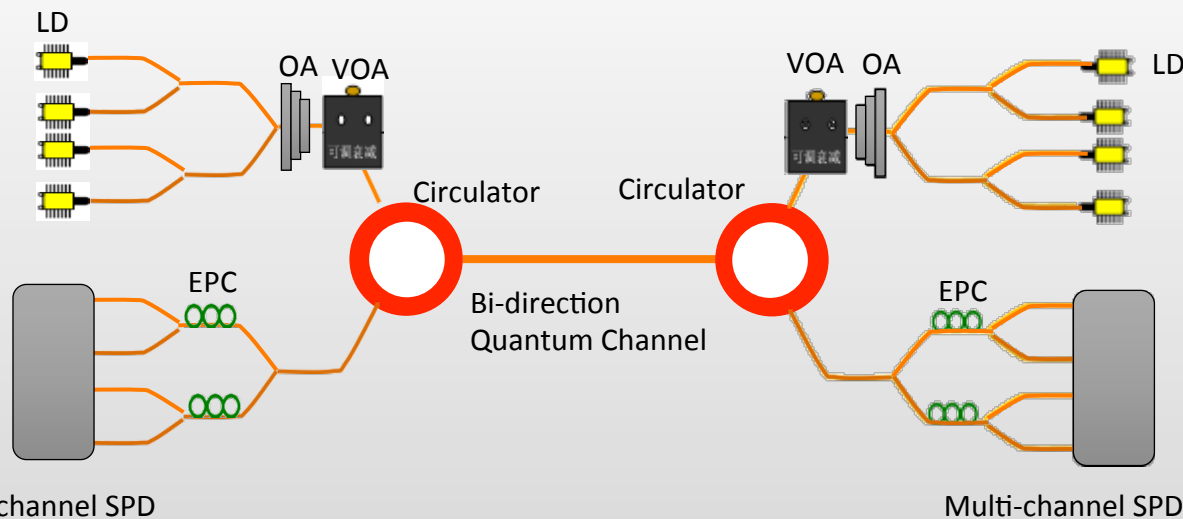 LD
OA VOA
VOA OA
LD
可调衰减
可调衰减
Circulator
Circulator
EPC
Bi-direction
Quantum Channel
EPC
channel SPD
Multi-channel SPD